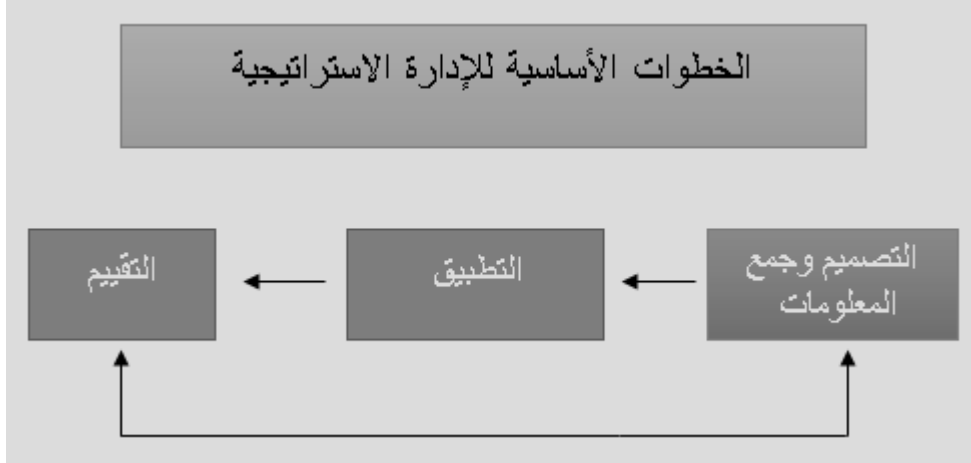 الخطوات الأساسية للإدارة الاستراتيجية
التصميم وجمع
المعلومات
التطبيق
التقييم